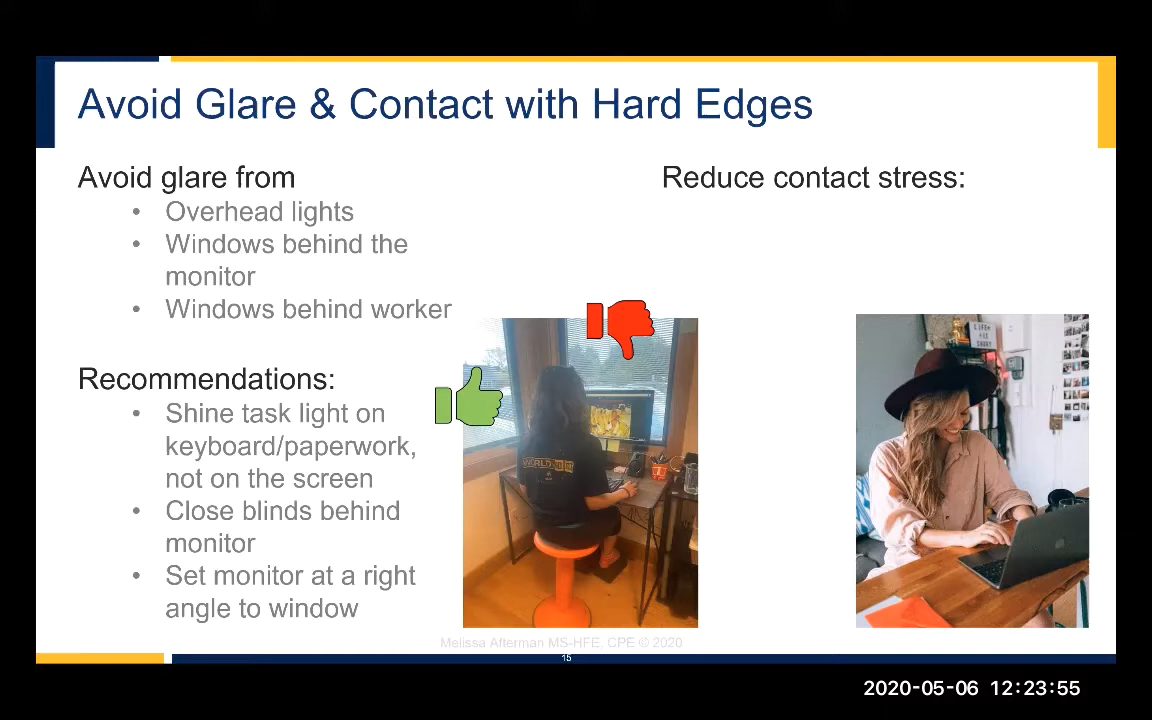 Avoid Glare & Contact with Hard Edges
Avoid glare from
• Overhead lights
• Windows behind the
monitor
• Windows behind worker
Recommendations:
• Shine task light on
keyboard/paperwork,
not on the screen
• Close blinds behind
monitor
• Set monitor at a right
angle to window
Reduce contact stress:
WORLD
Melissa Afterman MS-HFE, CPE © 2020
15
2020-05-06 12:23:55